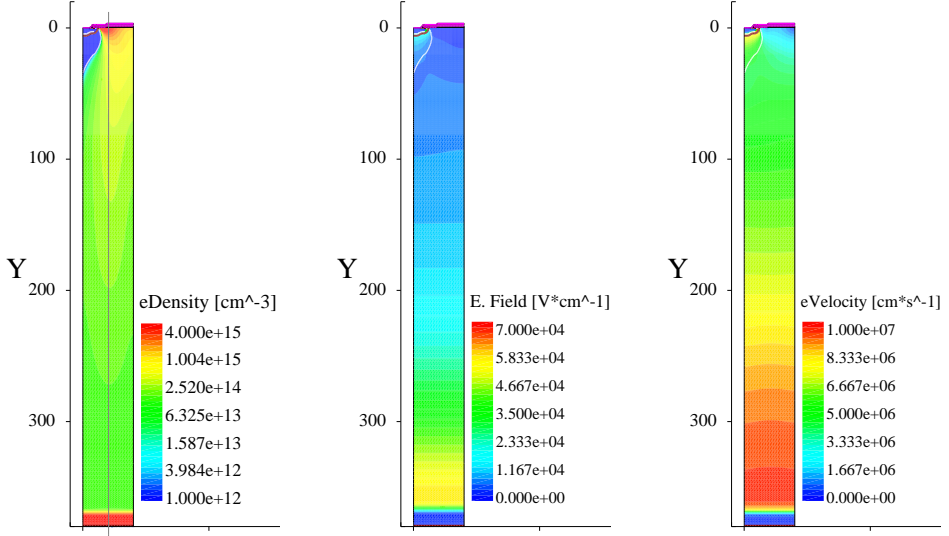 0
100
200
300
Y
eDensity [cm^-3]
4.000e+15
1.004e+15
2.520e+14
6.325e+13
1.587e+13
3.984e+12
1.000e+12
0
100
200
300
Y
E. Field [V*cm^-1]
7.000e+04
5.833e+04
4.667e+04
3.500e+04
2.333e+04
1.167e+04
0.000e+00
0
100
200
300
Y
eVelocity [cm*s^-1]
1.000e+07
8.333e+06
6.667e+06
5.000e+06
3.333e+06
1.667e+06
0.000e+00